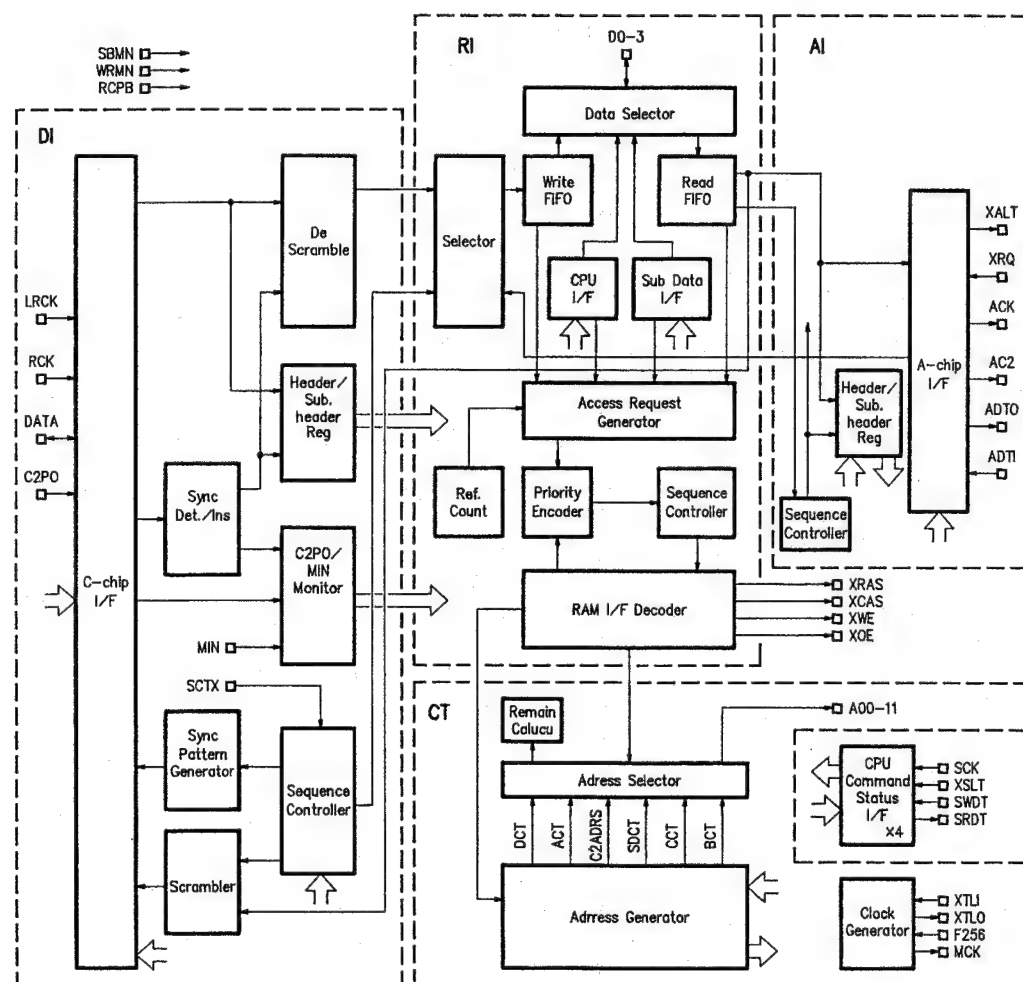 SBMN
WRMN
RCPB
DI
RI
AI
CT
D0-3
Data Selector
Write
FIFO
Read
FIFO
De
Scramble
Selector
CPU
I/F
Sub Data
I/F
LRCK
RCK
DATA
C2PO
C-chip
I/F
Header/
Sub.
header
Reg
Access Request
Generator
Ref.
Count
Priority
Encoder
Sequence
Controller
Sync
Det./Ins
C2PO/
MIN
Monitor
MIN
SCTX
RAM I/F Decoder
XRAS
XCAS
XWE
XOE
Header/
Sub.
header
Reg
Sequence
Controller
A-chip
I/F
XALT
XRQ
ACK
AC2
ADTO
ADTI
Sync
Pattern
Generator
Sequence
Controller
Scrambler
Remain
Calucu
Adress Selector
A00-11
DCT
ACT
C2ADRS
SDCT
CCT
BCT
Adrress Generator
CPU
Command
Status
I/F
X4
SCK
XSLT
SWDT
SRDT
Clock
Generator
XTLI
XTLO
F256
MCK